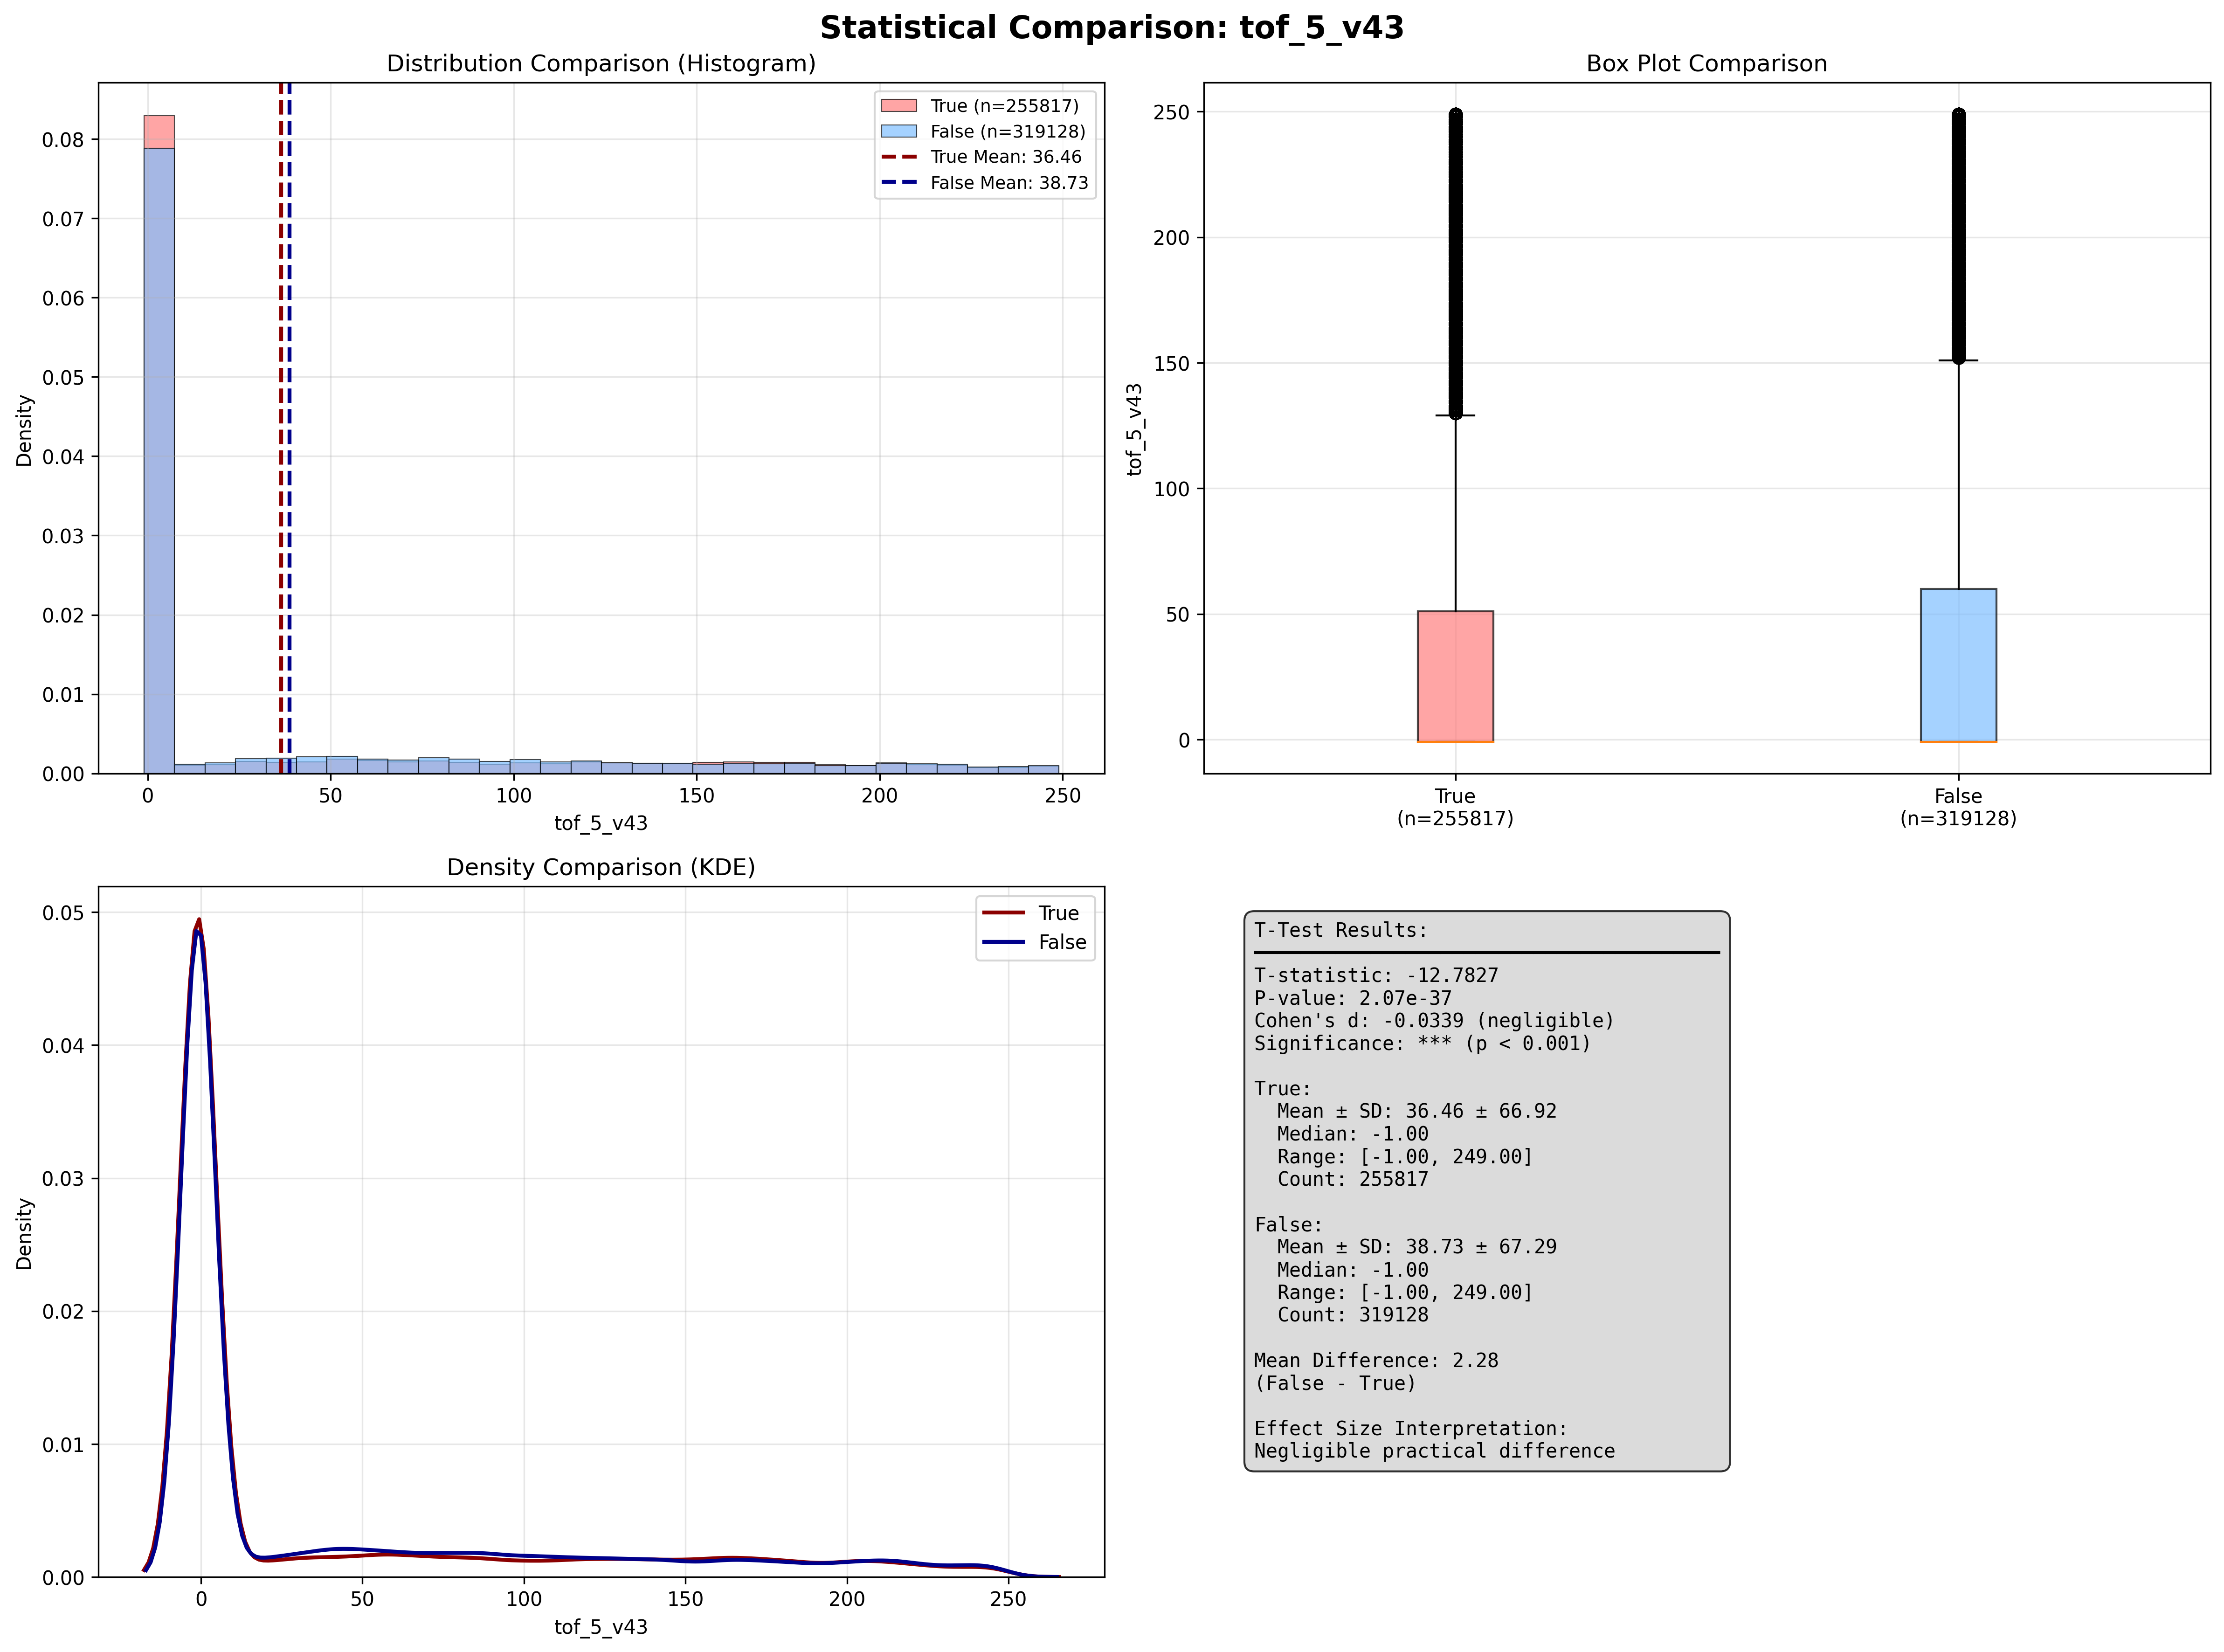 Statistical Comparison: tof_5_v43
Distribution Comparison (Histogram)
True (n=255817)
False (n=319128)
True Mean: 36.46
False Mean: 38.73
Density
0.08
0.07
0.06
0.05
0.04
0.03
0.02
0.01
0.00
0
50
100
150
200
250
tof_5_v43
Box Plot Comparison
tof_5_v43
250
200
150
100
50
0
True
(n=255817)
False
(n=319128)
Density Comparison (KDE)
True
False
Density
0.05
0.04
0.03
0.02
0.01
0.00
0
50
100
150
200
250
tof_5_v43
T-Test Results:
T-statistic: -12.7827
P-value: 2.07e-37
Cohen's d: -0.0339 (negligible)
Significance: *** (p < 0.001)
True:
Mean ± SD: 36.46 ± 66.92
Median: -1.00
Range: [-1.00, 249.00]
Count: 255817
False:
Mean ± SD: 38.73 ± 67.29
Median: -1.00
Range: [-1.00, 249.00]
Count: 319128
Mean Difference: 2.28
(False - True)
Effect Size Interpretation:
Negligible practical difference